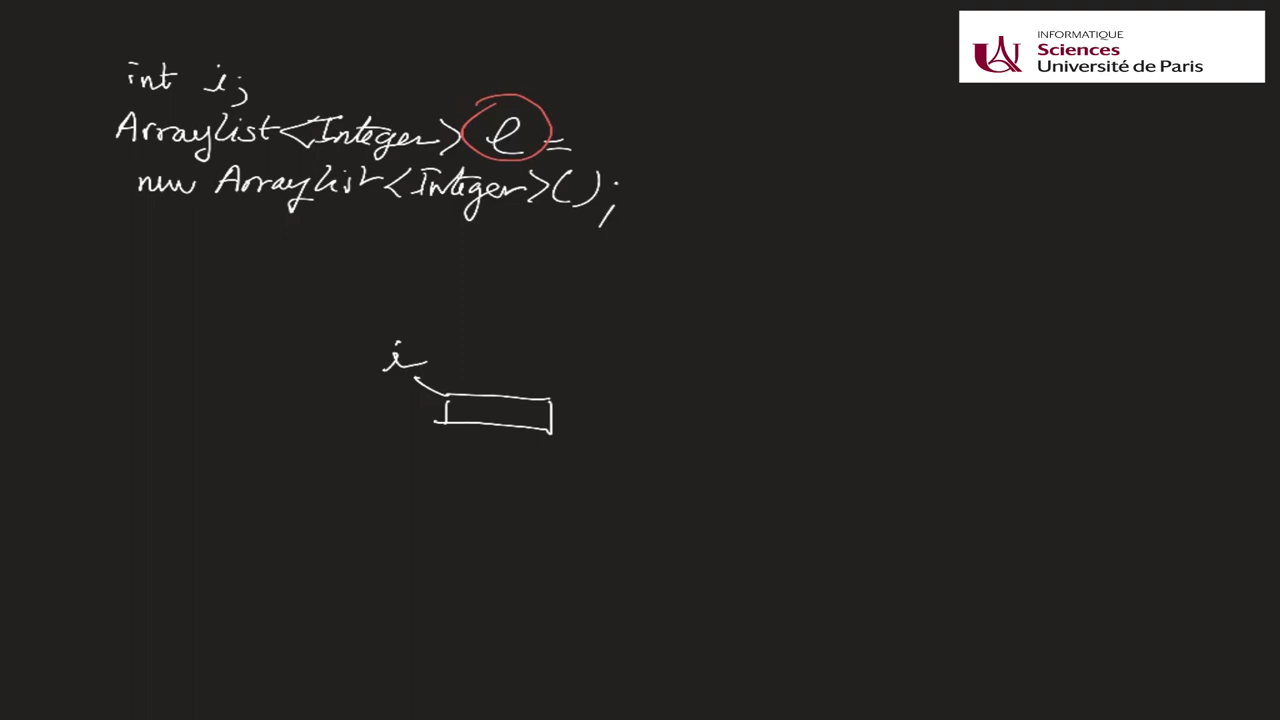 INFORMATIQUE
Sciences
Université de Paris
int i;
ArrayList<Integer> l =
new ArrayList<Integer>();
i